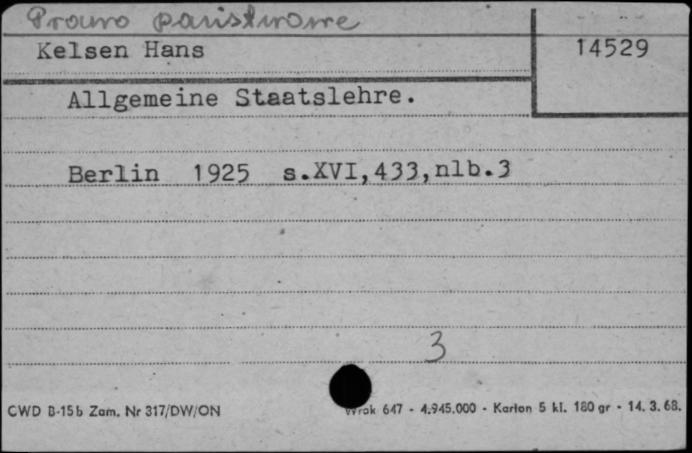 Prawo państwowe
Kelsen Hans
14529
Allgemeine Staatslehre.
Berlin 1925 s.XVI,433,nlb.3
3
CWD B-15b Zam. Nr 317/DW/ON
647 - 4.945.000 - Karton 5 kl. 180 gr - 14. 3. 68.